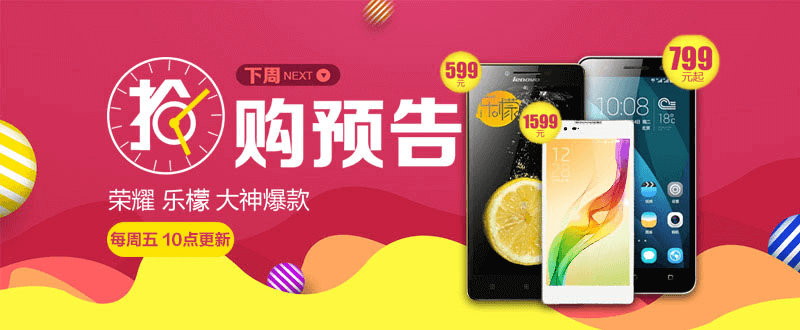 下周 NEXT
抢购预告
荣耀 乐檬 大神爆款
每周五 10点更新
599
元
lenovo
乐檬
1599
元
799
元起
10:08
12